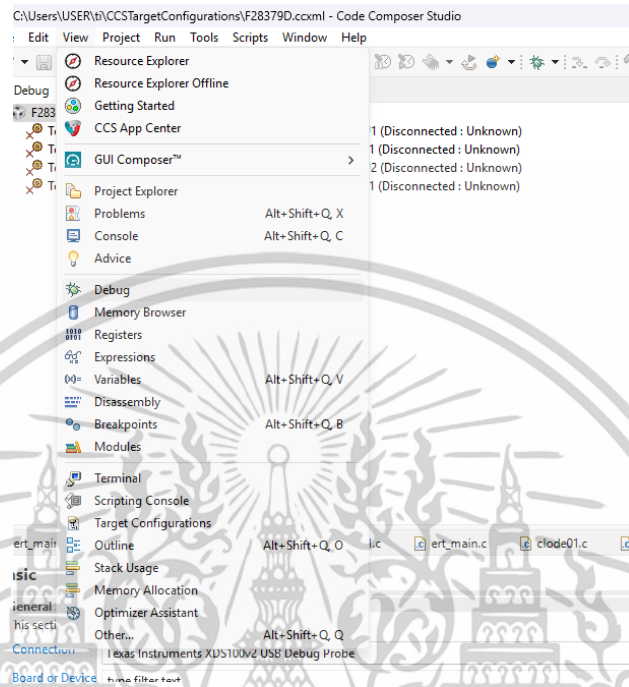 C:\Users\USER\ti\CCSTargetConfigurations\F28379D.ccxml - Code Composer Studio
Edit View Project Run Tools Scripts Window Help
Resource Explorer
Debug
Resource Explorer Offline
F283
Getting Started
CCS App Center
1 (Disconnected : Unknown)
1 (Disconnected : Unknown)
GUI Composer™
2 (Disconnected : Unknown)
1 (Disconnected : Unknown)
Project Explorer
Problems Alt+Shift+Q, X
Console Alt+Shift+Q, C
Advice
Debug
Memory Browser
Registers
Expressions
Variables Alt+Shift+Q, V
Disassembly
Breakpoints Alt+Shift+Q, B
Modules
Terminal
Scripting Console
Target Configurations
ert_mai
Outline Alt+Shift+Q, O
l.c ert_main.c clode01.c
Stack Usage
asic
Memory Allocation
General
Optimizer Assistant
his secti
Other... Alt+Shift+Q, Q
Connection
Texas Instruments XDS100v2 USB Debug Probe
Board or Device type filter text